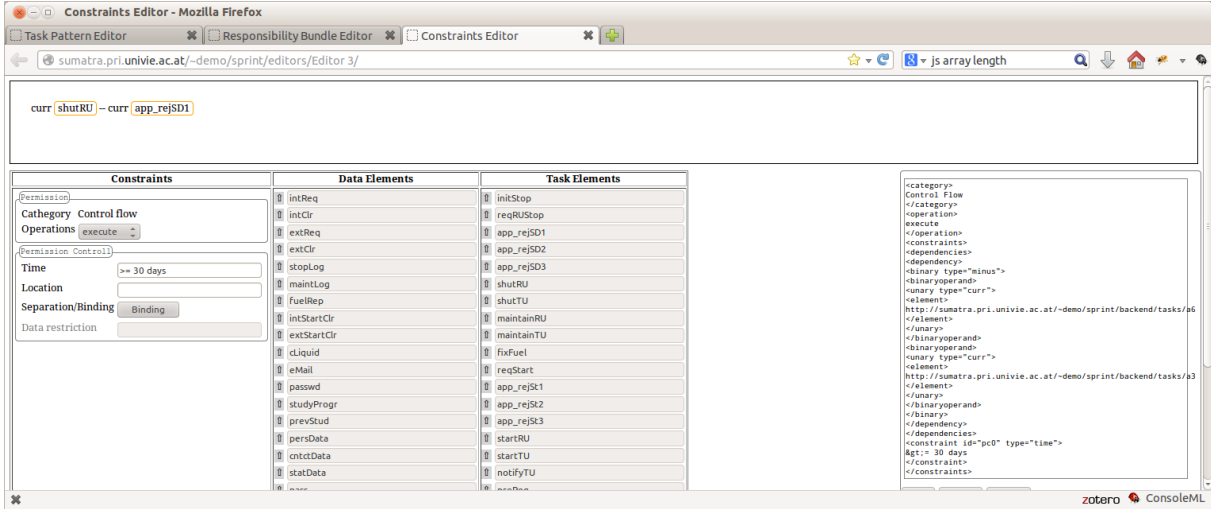 Constraints Editor - Mozilla Firefox
Task Pattern Editor
Responsibility Bundle Editor
Constraints Editor
sumatra.pri.univie.ac.at/~demo/sprint/editors/Editor 3/
js array length
curr shutRU -- curr app_rejSD1
Constraints
Permission
Cathegory Control flow
Operations execute
Permission Controll
Time >= 30 days
Location
Separation/Binding Binding
Data restriction
Data Elements
intReq
intClr
extReq
extClr
stopLog
maintLog
fuelRep
intStartClr
extStartClr
cLiquid
eMail
passwd
studyProgr
prevStud
persData
cntctData
statData
Task Elements
initStop
reqRUStop
app_rejSD1
app_rejSD2
app_rejSD3
shutRU
shutTU
maintainRU
maintainTU
fixFuel
reqStart
app_rejSt1
app_rejSt2
app_rejSt3
startRU
startTU
notifyTU
<category>
Control Flow
</category>
<operation>
execute
</operation>
<constraints>
<dependencies>
<dependency>
<binary type="minus">
<binaryoperand>
<unary type="curr">
<element>
http://sumatra.pri.univie.ac.at/~demo/sprint/backend/tasks/a6
</element>
</unary>
</binaryoperand>
<binaryoperand>
<unary type="curr">
<element>
http://sumatra.pri.univie.ac.at/~demo/sprint/backend/tasks/a3
</element>
</unary>
</binaryoperand>
</binary>
</dependency>
</dependencies>
<constraint id="pc0" type="time">
&gt;= 30 days
</constraint>
</constraints>
zotero
ConsoleML